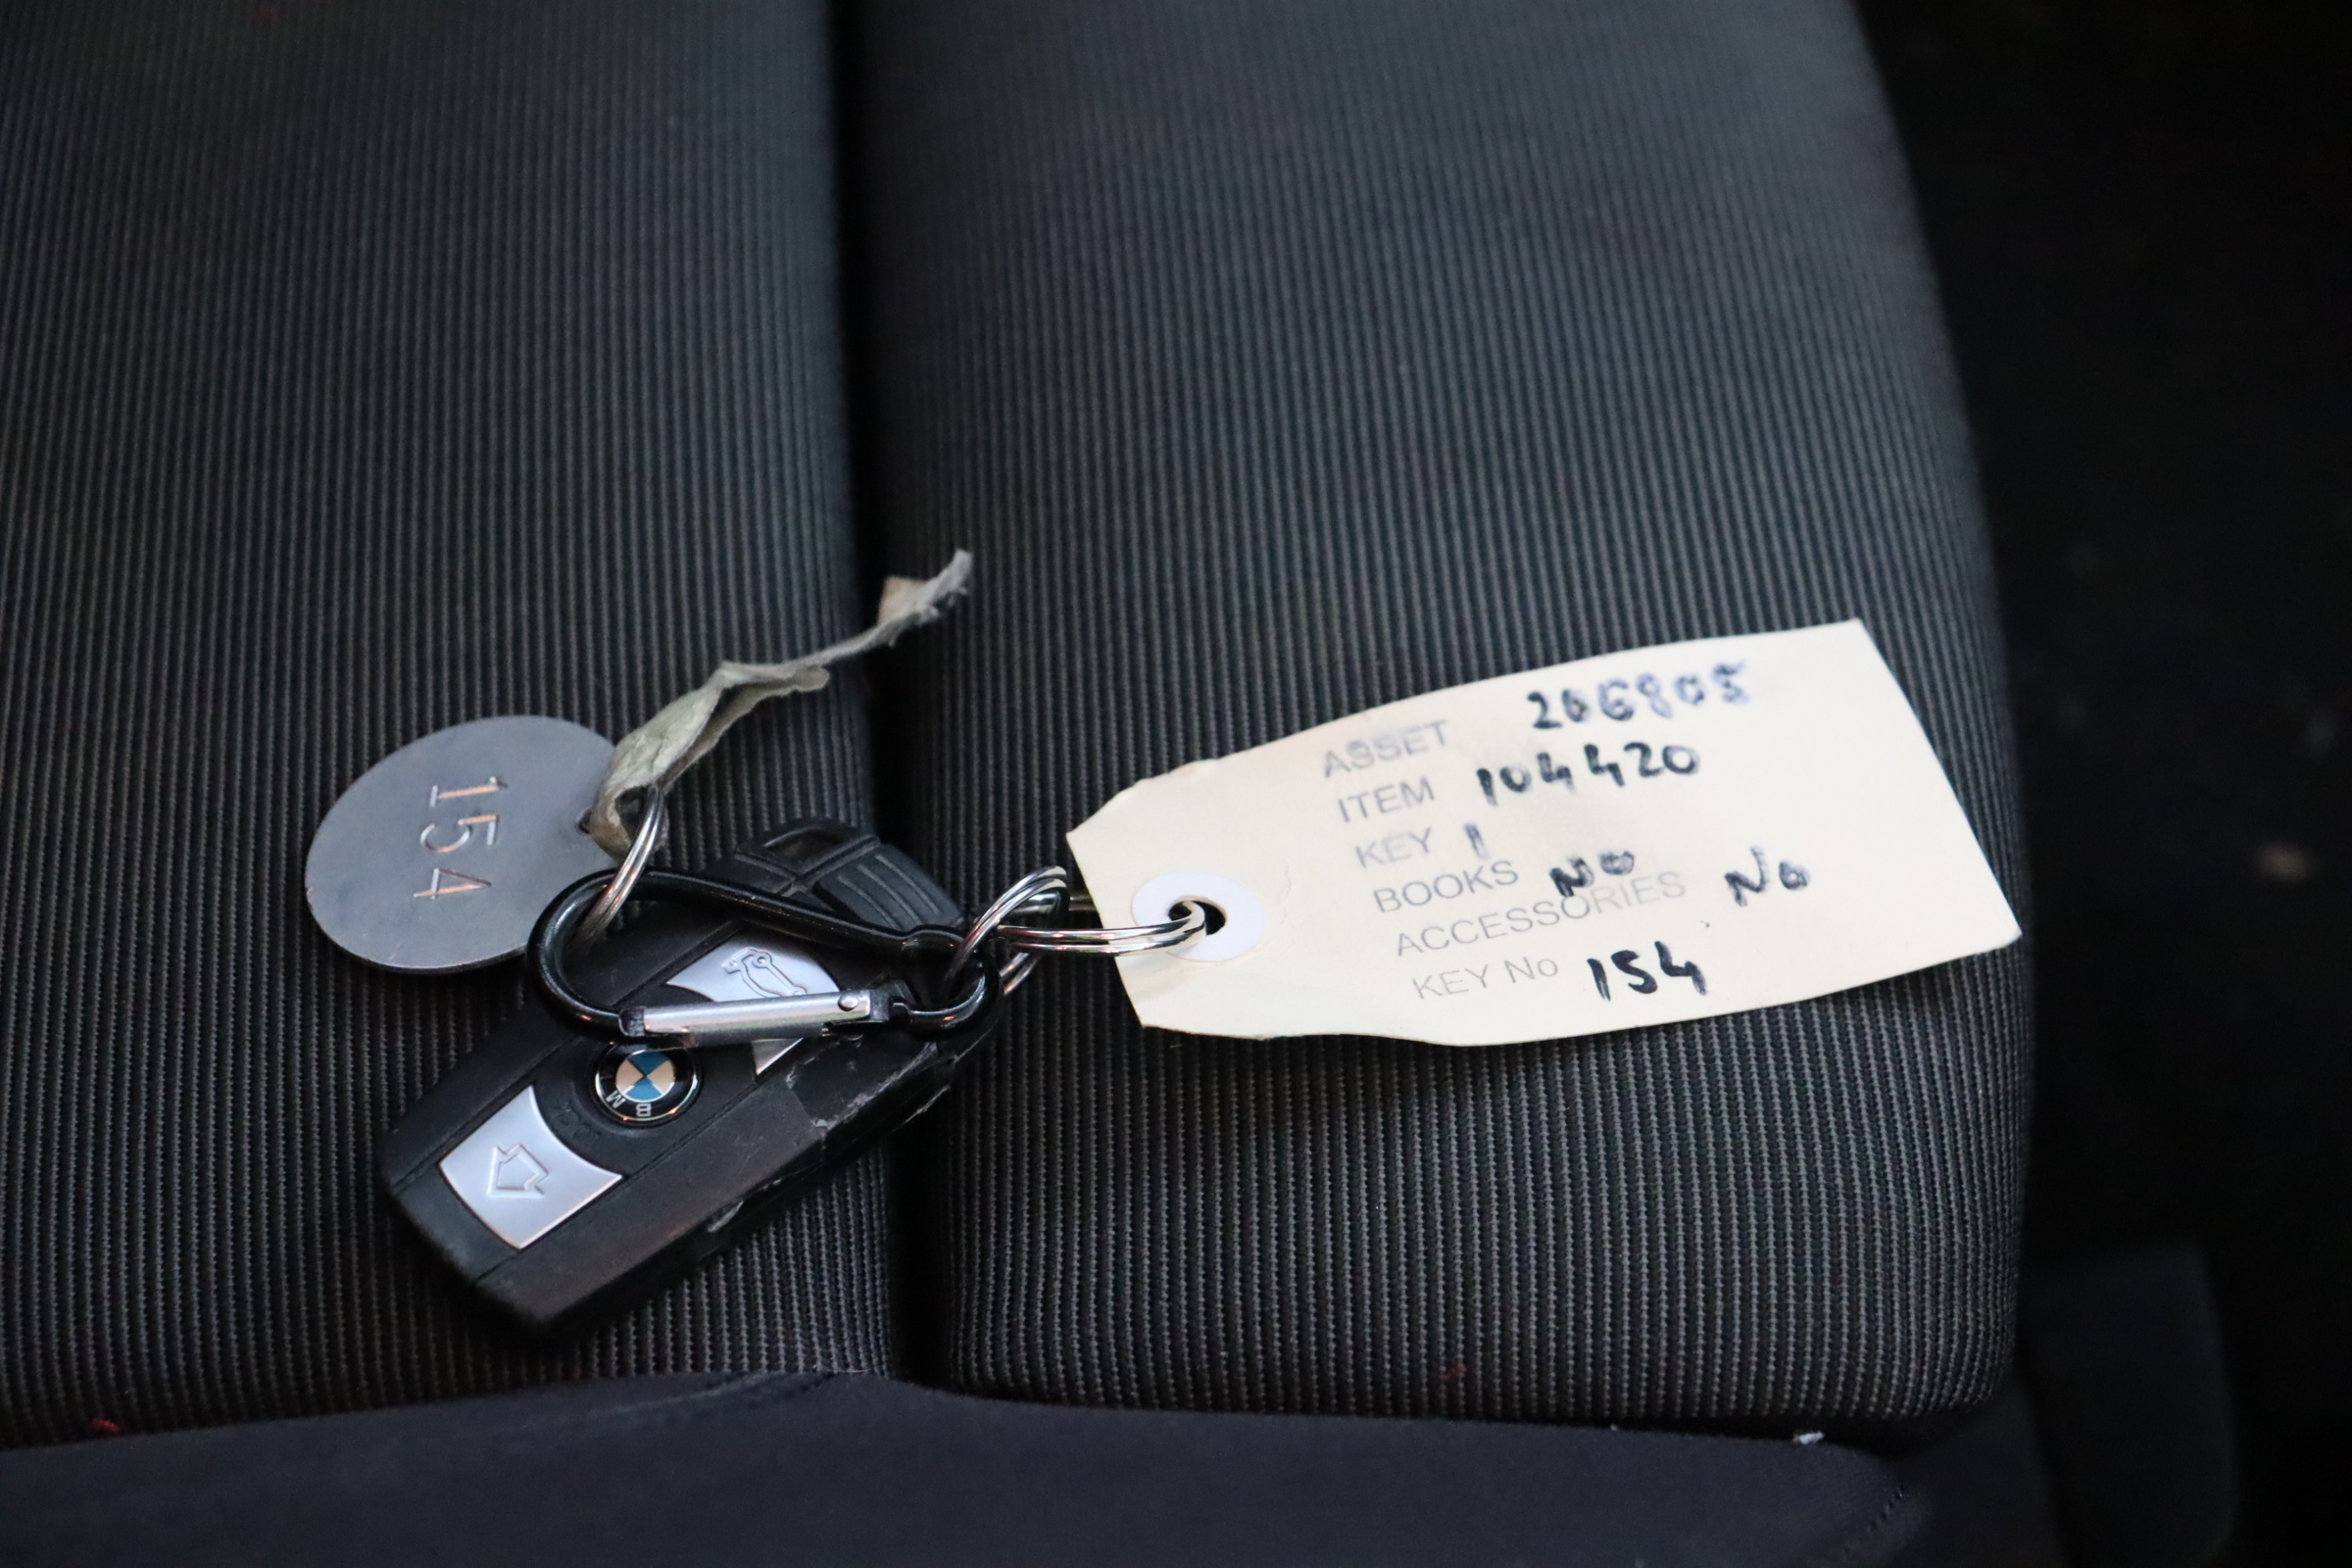 154
BMW
ASSET 206805
ITEM 104420
KEY 1
BOOKS NO
ACCESSORIES No
KEY No 154